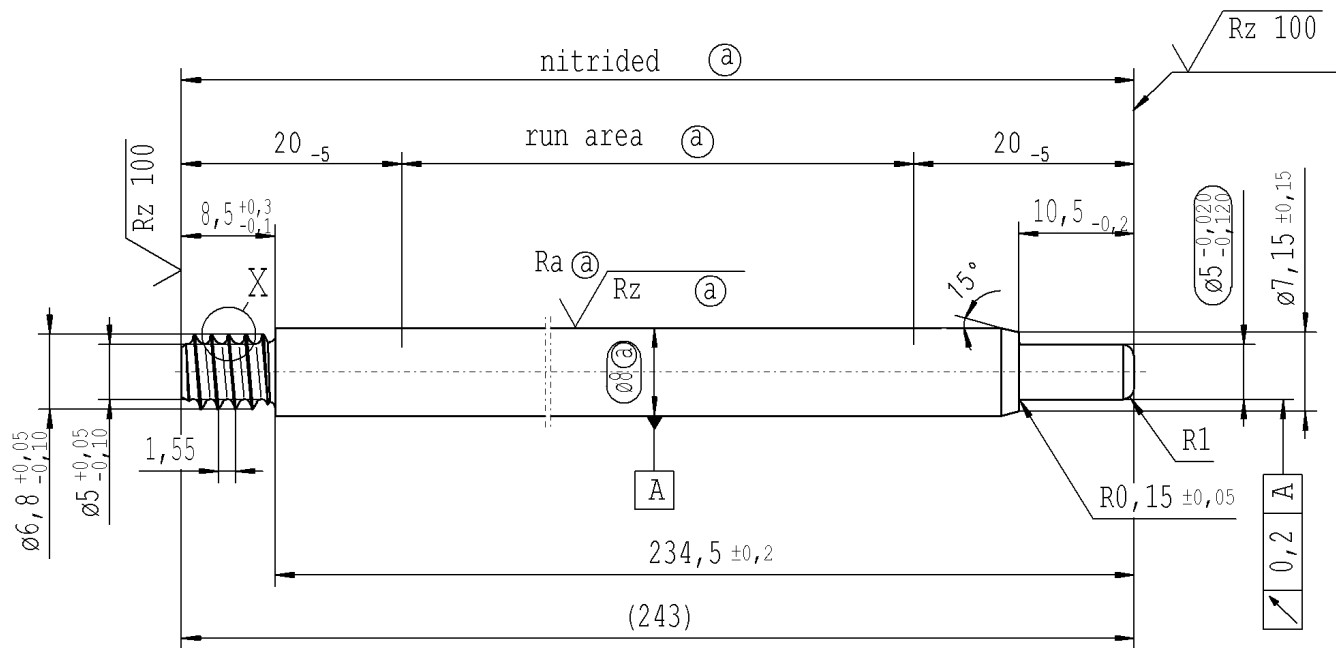 Rz 100
nitrided ⓐ
run area ⓐ
20 -5
20 -5
Rz 100
8,5 +0,3 -0,1
10,5 -0,2
ø5 -0,020 -0,120
ø7,15 ±0,15
X
Ra ⓐ
Rz ⓐ
15°
ø8 ⓐ
ø6,8 +0,05 -0,10
ø5 +0,05 -0,10
1,55
A
R1
R0,15 ±0,05
0,2 A
234,5 ±0,2
(243)